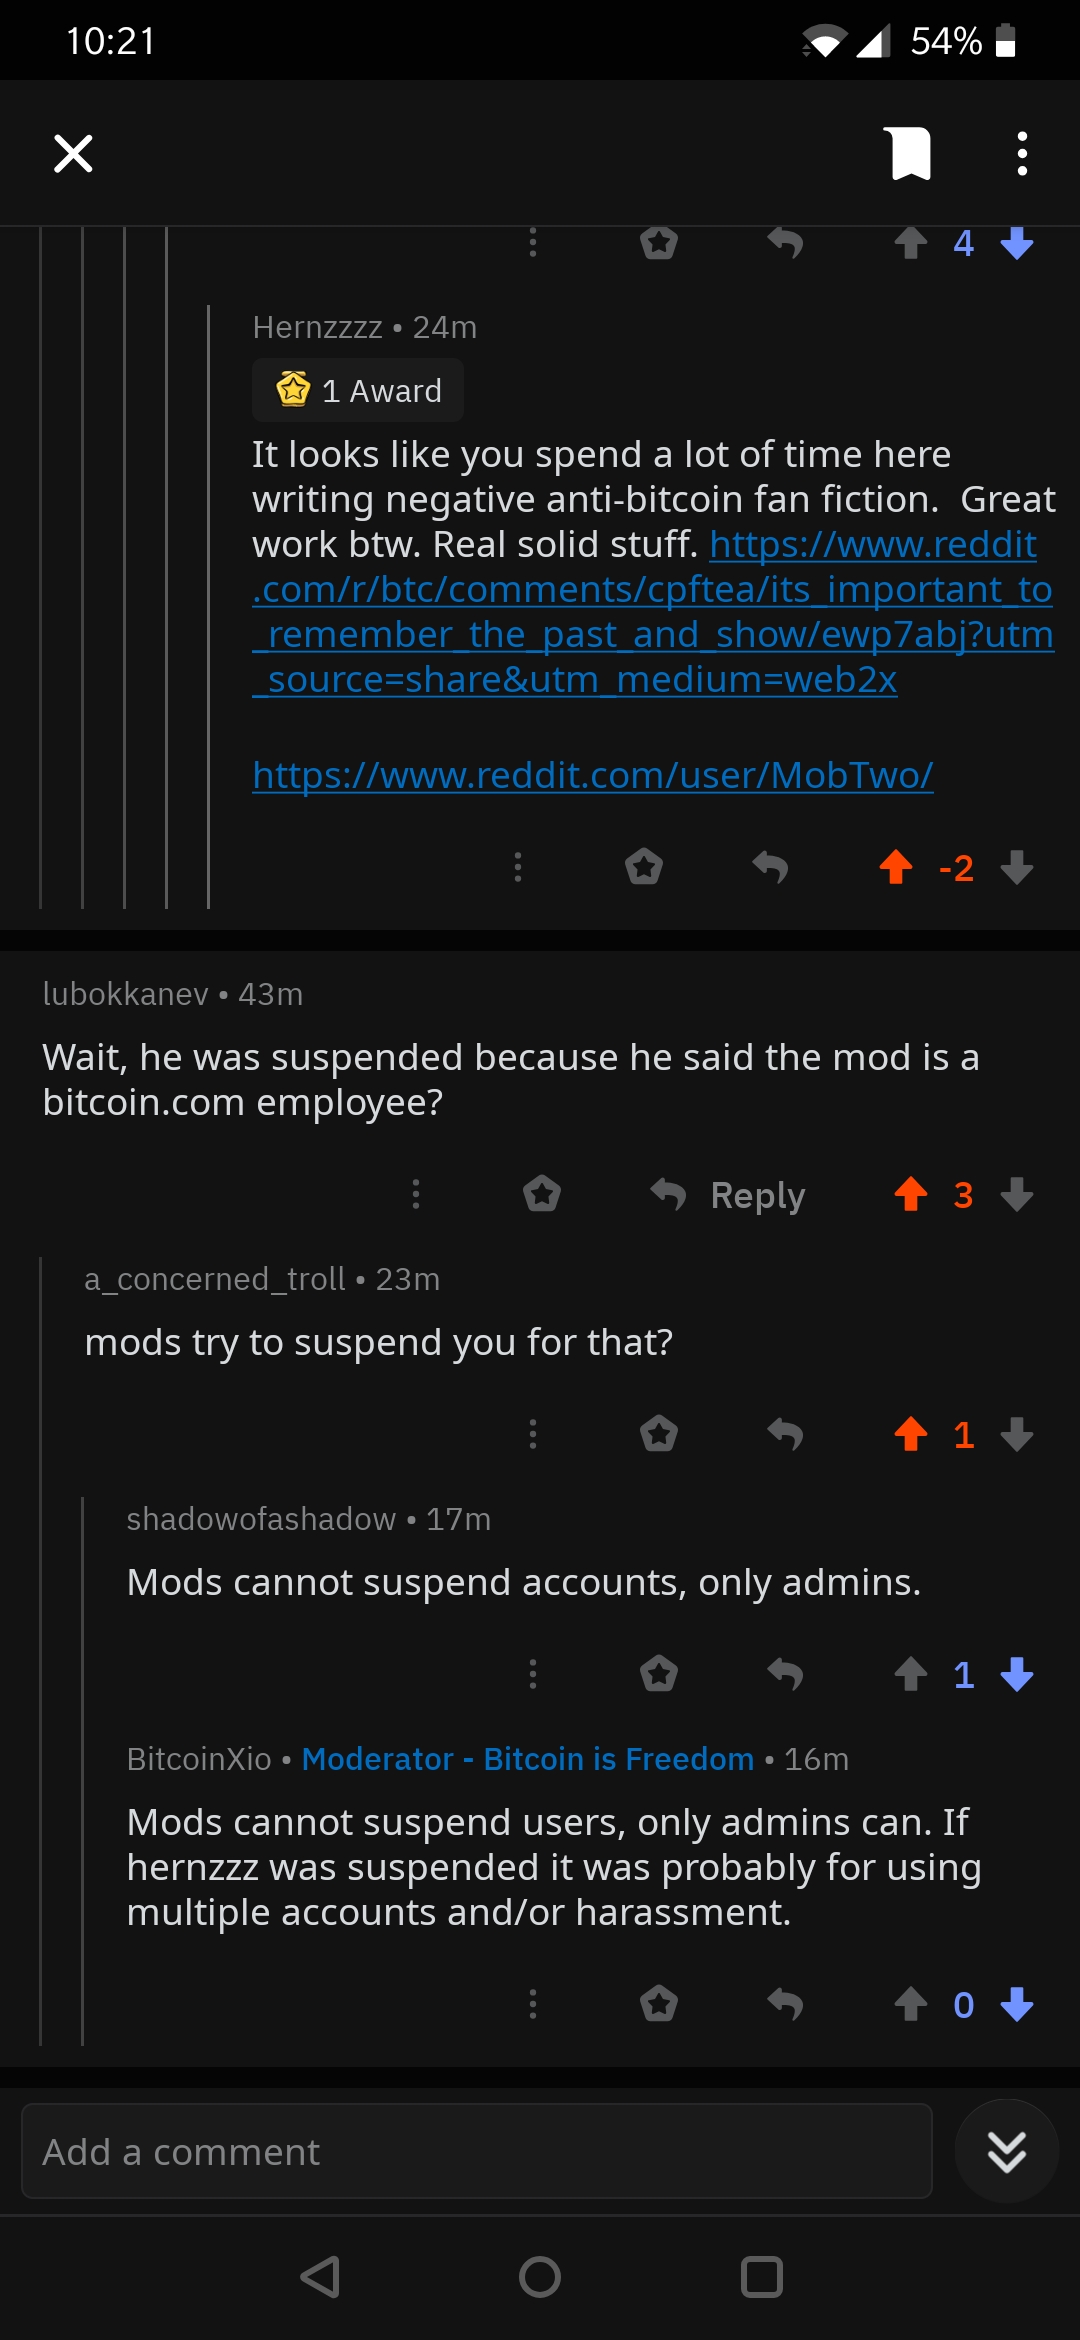 10:21
54%
4
Hernzzzz • 24m
1 Award
It looks like you spend a lot of time here
writing negative anti-bitcoin fan fiction.  Great
work btw. Real solid stuff. https://www.reddit
.com/r/btc/comments/cpftea/its_important_to
_remember_the_past_and_show/ewp7abj?utm
_source=share&utm_medium=web2x
https://www.reddit.com/user/MobTwo/
-2
lubokkanev • 43m
Wait, he was suspended because he said the mod is a
bitcoin.com employee?
Reply 3
a_concerned_troll • 23m
mods try to suspend you for that?
1
shadowofashadow • 17m
Mods cannot suspend accounts, only admins.
1
BitcoinXio • Moderator - Bitcoin is Freedom • 16m
Mods cannot suspend users, only admins can. If
hernzzz was suspended it was probably for using
multiple accounts and/or harassment.
0
Add a comment